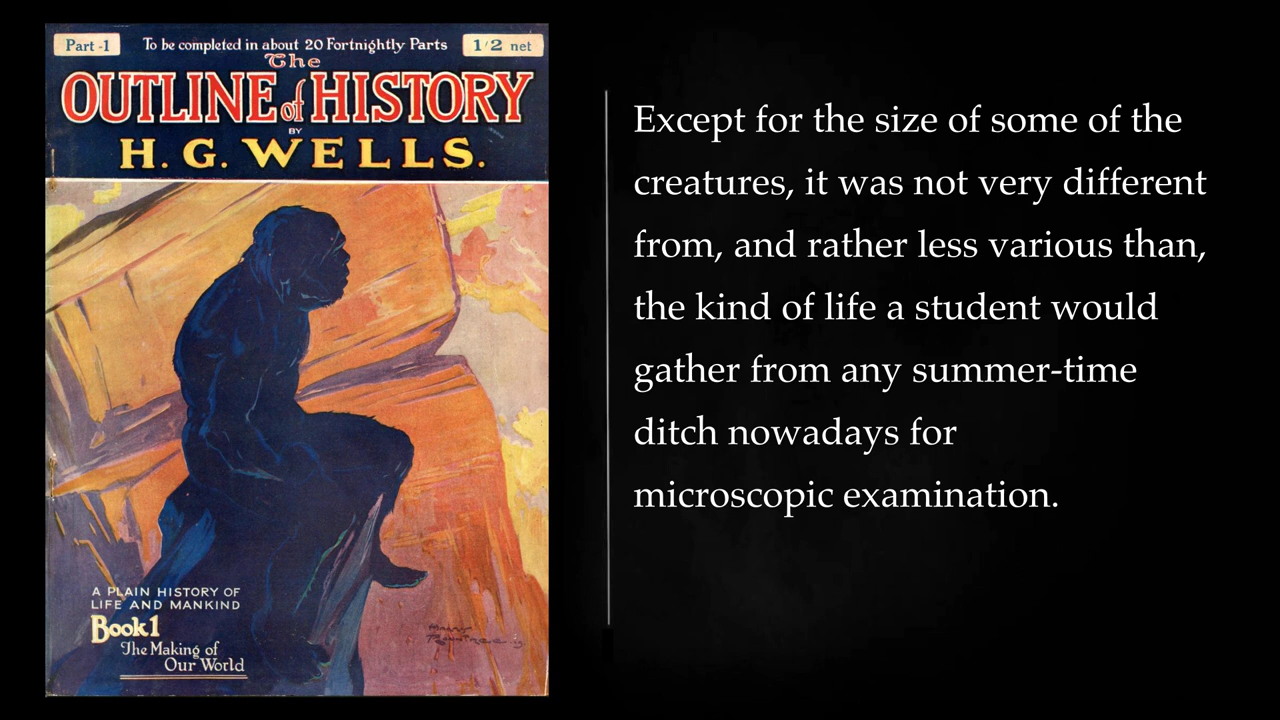 Part -1
To be completed in about 20 Fortnightly Parts
1/2 net
The
OUTLINE of HISTORY
BY
H. G. WELLS.
A PLAIN HISTORY OF
LIFE AND MANKIND
Book 1
The Making of
Our World
Except for the size of some of the
creatures, it was not very different
from, and rather less various than,
the kind of life a student would
gather from any summer-time
ditch nowadays for
microscopic examination.